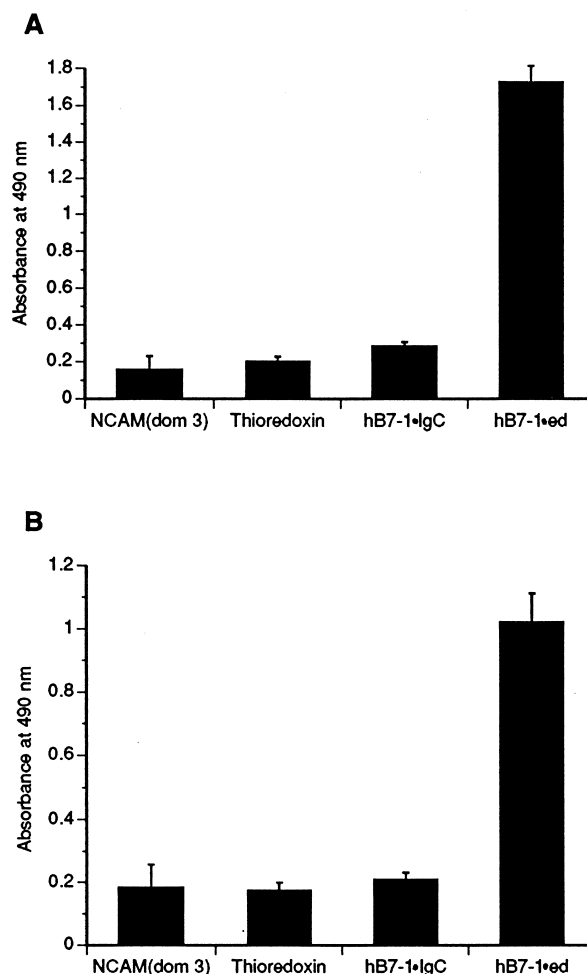 A
1.8
1.6
1.4
1.2
1
0.8
0.6
0.4
0.2
0
Absorbance at 490 nm
NCAM(dom 3) Thioredoxin hB7-1•IgC hB7-1•ed
B
1.2
1
0.8
0.6
0.4
0.2
0
Absorbance at 490 nm
NCAM(dom 3) Thioredoxin hB7-1•IgC hB7-1•ed